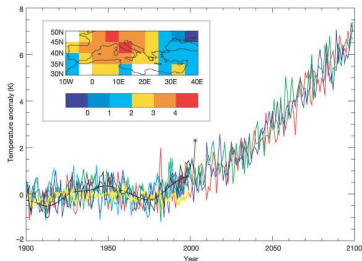 8
50N
45N
40N
35N
30N
10W 0 10E 20E 30E 40E
0 1 2 3 4
6
4
2
0
−2
Temperature anomaly (K)
1900 1950 2000 2050 2100
Year